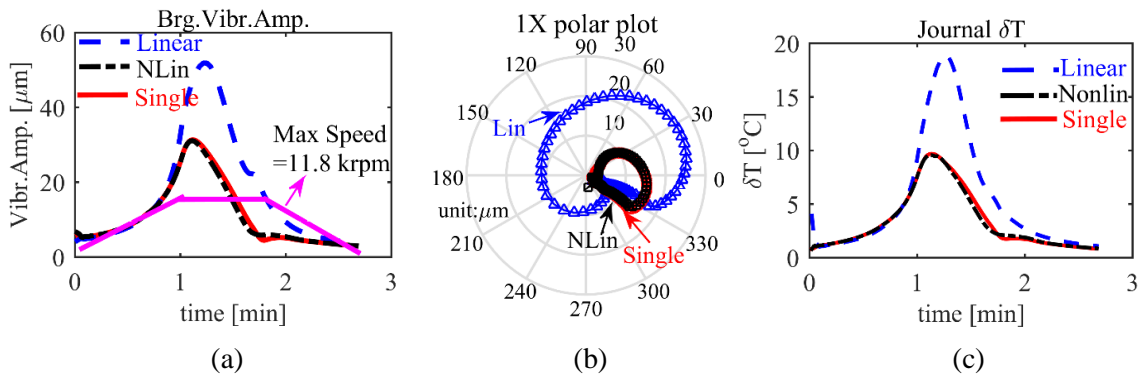 Brg.Vibr.Amp.
Vibr.Amp. [μm]
60
40
20
0
0
1
2
3
time [min]
Linear
NLin
Single
Max Speed
=11.8 krpm
(a)
1X polar plot
90
30
120
60
20
150
30
10
180
0
unit:μm
210
330
240
300
270
Lin
NLin
Single
(b)
Journal δT
δT [°C]
20
15
10
5
0
0
1
2
3
time [min]
Linear
Nonlin
Single
(c)